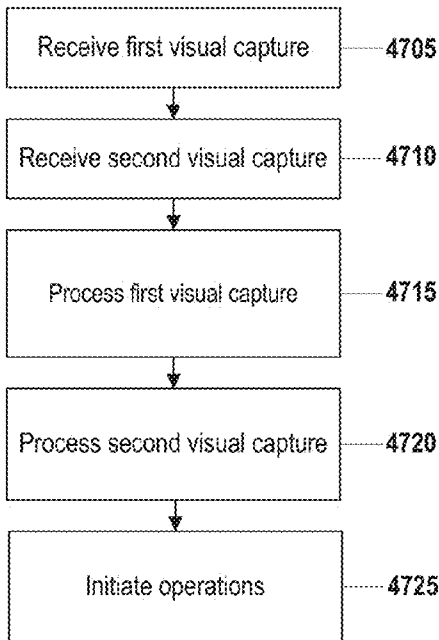 Receive first visual capture 4705
Receive second visual capture 4710
Process first visual capture 4715
Process second visual capture 4720
Initiate operations 4725